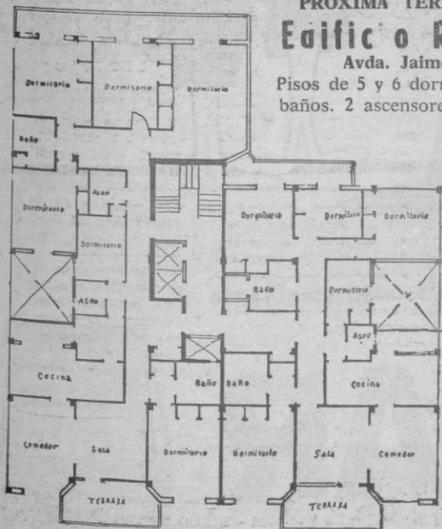 PROXIMA TER
Edific o R
Avda. Jaime
Pisos de 5 y 6 dorm
baños. 2 ascensore
Dormitorio Dormitorio Dormitorio
Baño
Aseo
Dormitorio
Dormitorio
Dormitorio Dormitorio Dormitorio
Baño
Dormitorio
Aseo
Aseo
Cocina Baño Baño Cocina
Comedor Sala Dormitorio Dormitorio Sala Comedor
TERRAZA TERRAZA